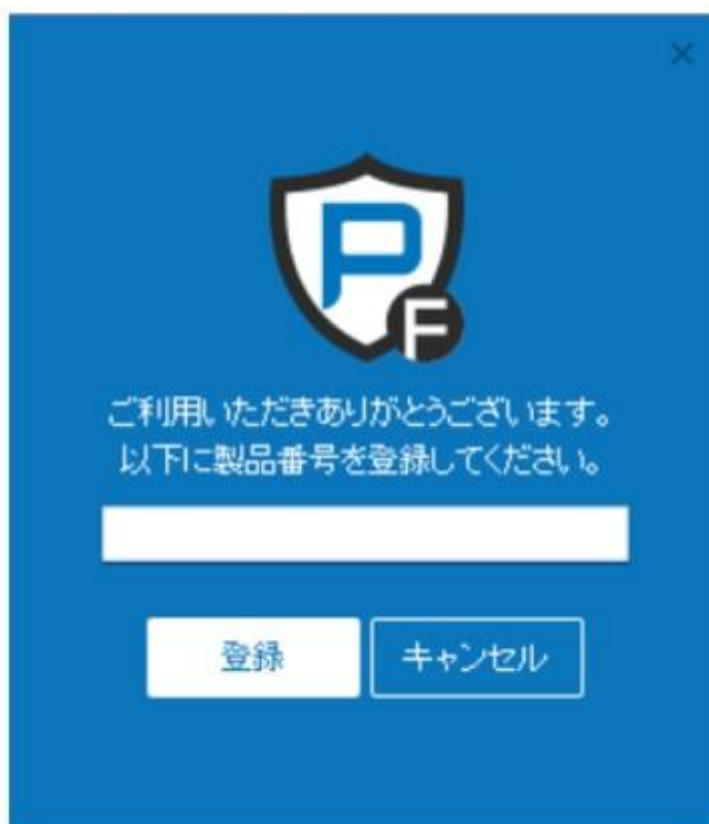 P
F
ご利用いただきありがとうございます。
以下に製品番号を登録してください。
登録
キャンセル